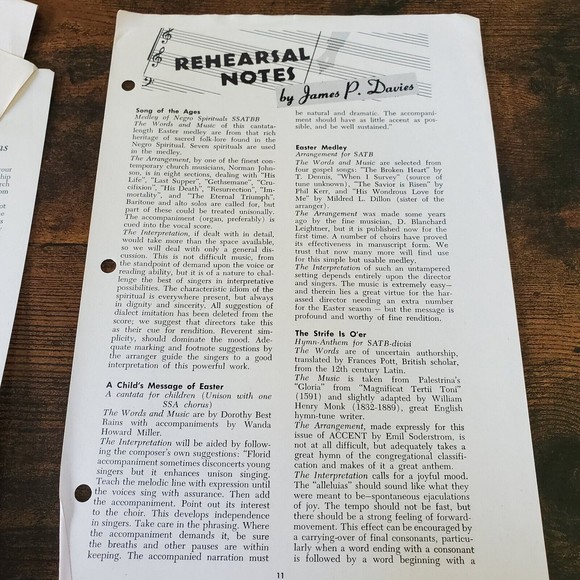 us
your
ship
rch
n
pt
or
s
r
REHEARSAL
NOTES
by James P. Davies
Song of the Ages
Medley of Negro Spirituals SSATBB
The Words and Music of this cantata-
length Easter medley are from that rich
heritage of sacred folk-lore found in the
Negro Spiritual. Seven spirituals are used
in the medley.
The Arrangement, by one of the finest con-
temporary church musicians, Norman John-
son, is in eight sections, dealing with "His
Life", "Last Supper", "Gethsemane", "Cru-
cifixion", "His Death", "Resurrection", "Im-
mortality", and "The Eternal Triumph".
Baritone and alto solos are called for, but
part of these could be treated unisonally.
The accompaniment (organ, preferably) is
cued into the vocal score.
The Interpretation, if dealt with in detail,
would take more than the space available,
so we will deal with only a general dis-
cussion. This is not difficult music, from
the standpoint of demand upon the voice or
reading ability, but it is of a nature to chal-
lenge the best of singers in interpretative
possibilities. The characteristic idiom of the
spiritual is everywhere present, but always
in dignity and sincerity. All suggestion of
dialect imitation has been deleted from the
score; we suggest that directors take this
as their cue for rendition. Reverent sim-
plicity, should dominate the mood. Ade-
quate marking and footnote suggestions by
the arranger guide the singers to a good
interpretation of this powerful work.
A Child's Message of Easter
A cantata for children (Unison with one
SSA chorus)
The Words and Music are by Dorothy Best
Rains with accompaniments by Wanda
Howard Miller.
The Interpretation will be aided by follow-
ing the composer's own suggestions: "Florid
accompaniment sometimes disconcerts young
singers but it enhances unison singing.
Teach the melodic line with expression until
the voices sing with assurance. Then add
the accompaniment. Point out its interest
to the choir. This develops independence
in singers. Take care in the phrasing. Where
the accompaniment demands it, be sure
the breaths and other pauses are within
keeping. The accompanied narration must
be natural and dramatic. The accompani-
ment should have as little accent as pos-
sible, and be well sustained."
Easter Medley
Arrangement for SATB
The Words and Music are selected from
four gospel songs: "The Broken Heart" by
T. Dennis, "When I Survey" (source of
tune unknown), "The Savior is Risen" by
Phil Kerr, and "His Wondrous Love for
Me" by Mildred L. Dillon (sister of the
arranger).
The Arrangement was made some years
ago by the fine musician, D. Blanchard
Leightner, but it is published now for the
first time. A number of choirs have proved
its effectiveness in manuscript form. We
trust that now many more will find use
for this simple but usable medley.
The Interpretation of such an untampered
setting depends entirely upon the director
and singers. The music is extremely easy—
and therein lies a great virtue for the har-
assed director needing an extra number
for the Easter season — but the message is
profound and worthy of fine rendition.
The Strife Is O'er
Hymn-Anthem for SATB-divisi
The Words are of uncertain authorship,
translated by Frances Pott, British scholar,
from the 12th century Latin.
The Music is taken from Palestrina's
"Gloria" from "Magnificat Tertii Toni"
(1591) and slightly adapted by William
Henry Monk (1832-1889), great English
hymn-tune writer.
The Arrangement, made expressly for this
issue of ACCENT by Emil Soderstrom, is
not at all difficult, but adequately takes a
great hymn of the congregational classifi-
cation and makes of it a great anthem.
The Interpretation calls for a joyful mood.
The "alleluias" should sound like what they
were meant to be—spontaneous ejaculations
of joy. The tempo should not be fast, but
there should be a strong feeling of forward-
movement. This effect can be encouraged by
a carrying-over of final consonants, particu-
larly when a word ending with a consonant
is followed by a word beginning with a
11